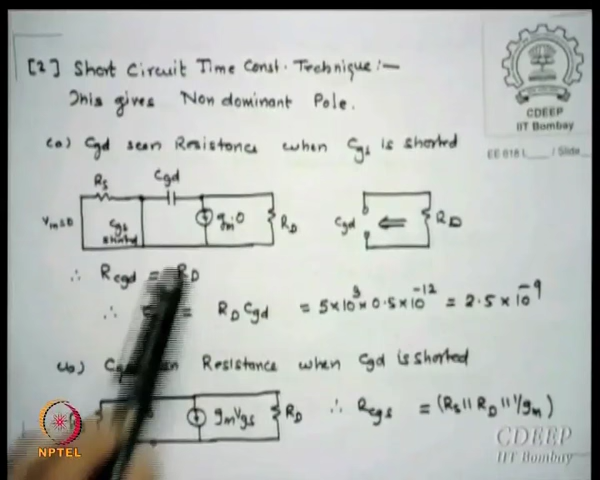 [2] Short Circuit Time Const. Technique :-
This gives Non dominant Pole.
CDEEP
IIT Bombay
EE 618 L____ / Slide__
(a) Cgd seen Resistance when Cgs is shorted
Rs Cgd
Vin=0 Cgs shorted gm·0 RD Cgd RD
∴ Rcgd = RD
∴ = RD Cgd = 5×10³×0.5×10⁻¹² = 2.5×10⁻⁹
(b) Resistance when Cgd is shorted
gmVgs RD ∴ Rcgs = (Rs||RD||1/gm)
NPTEL
CDEEP
IIT Bombay